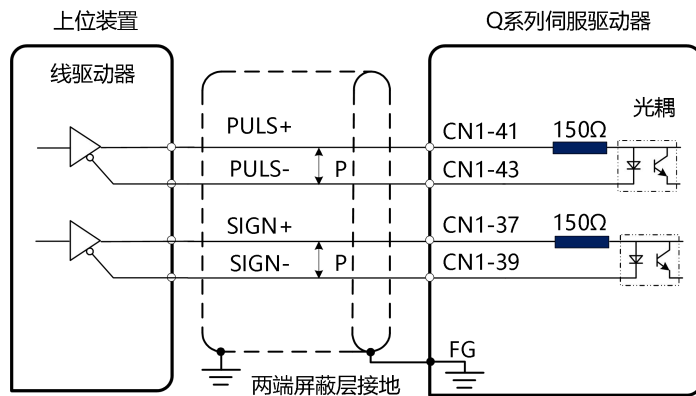 上位装置
Q系列伺服驱动器
线驱动器
光耦
PULS+
CN1-41
150Ω
PULS-
P
CN1-43
SIGN+
CN1-37
150Ω
SIGN-
P
CN1-39
FG
两端屏蔽层接地